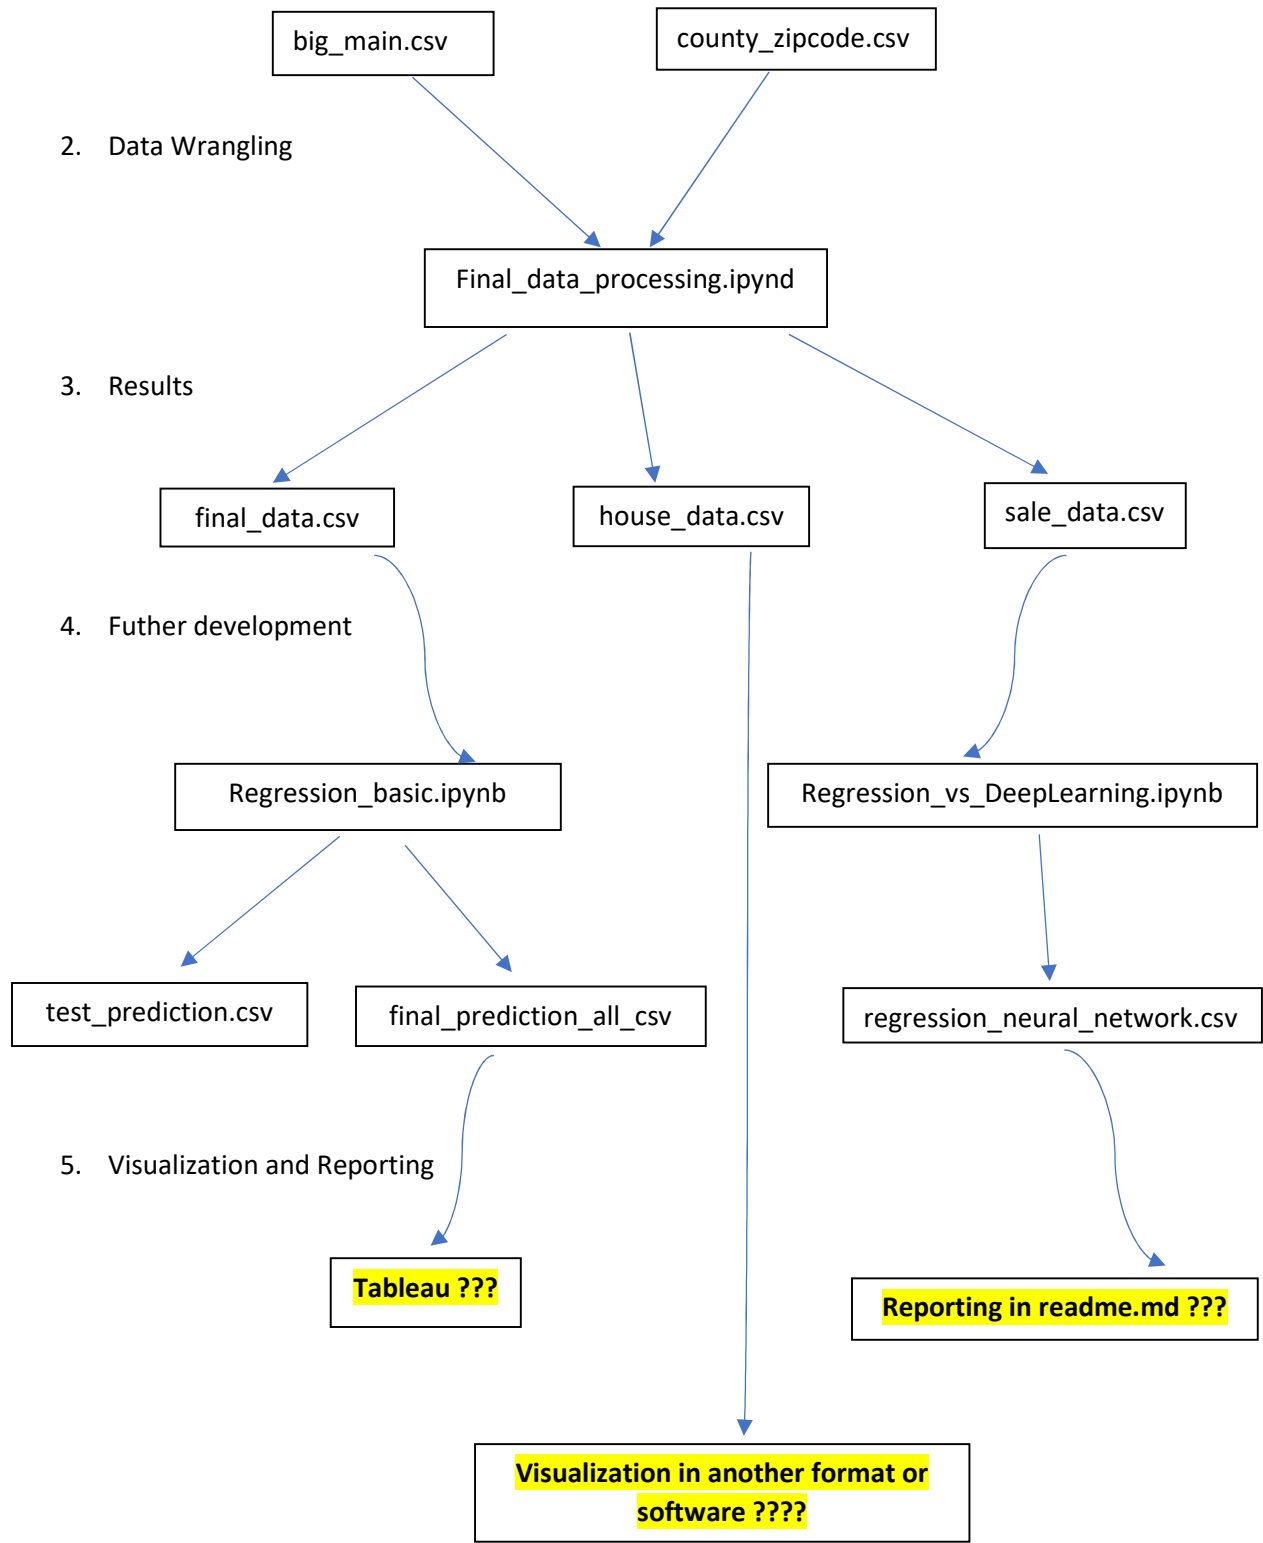 big_main.csv
county_zipcode.csv
2. Data Wrangling
Final_data_processing.ipynd
3. Results
final_data.csv
house_data.csv
sale_data.csv
4. Futher development
Regression_basic.ipynb
Regression_vs_DeepLearning.ipynb
test_prediction.csv
final_prediction_all_csv
regression_neural_network.csv
5. Visualization and Reporting
Tableau ???
Reporting in readme.md ???
Visualization in another format or
software ????